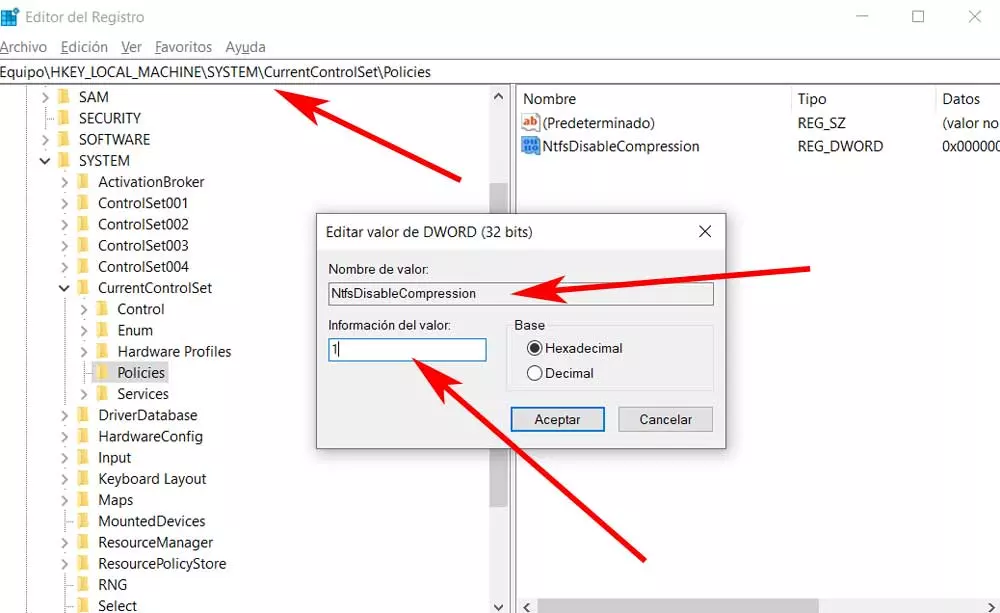 Editor del Registro
Archivo Edición Ver Favoritos Ayuda
Equipo\HKEY_LOCAL_MACHINE\SYSTEM\CurrentControlSet\Policies
SAM
SECURITY
SOFTWARE
SYSTEM
ActivationBroker
ControlSet001
ControlSet002
ControlSet003
ControlSet004
CurrentControlSet
Control
Enum
Hardware Profiles
Policies
Services
DriverDatabase
HardwareConfig
Input
Keyboard Layout
Maps
MountedDevices
ResourceManager
ResourcePolicyStore
RNG
Select
Nombre Tipo Datos
ab (Predeterminado) REG_SZ (valor no
NtfsDisableCompression REG_DWORD 0x000000
Editar valor de DWORD (32 bits)
Nombre de valor:
NtfsDisableCompression
Información del valor:
1
Base
Hexadecimal
Decimal
Aceptar Cancelar